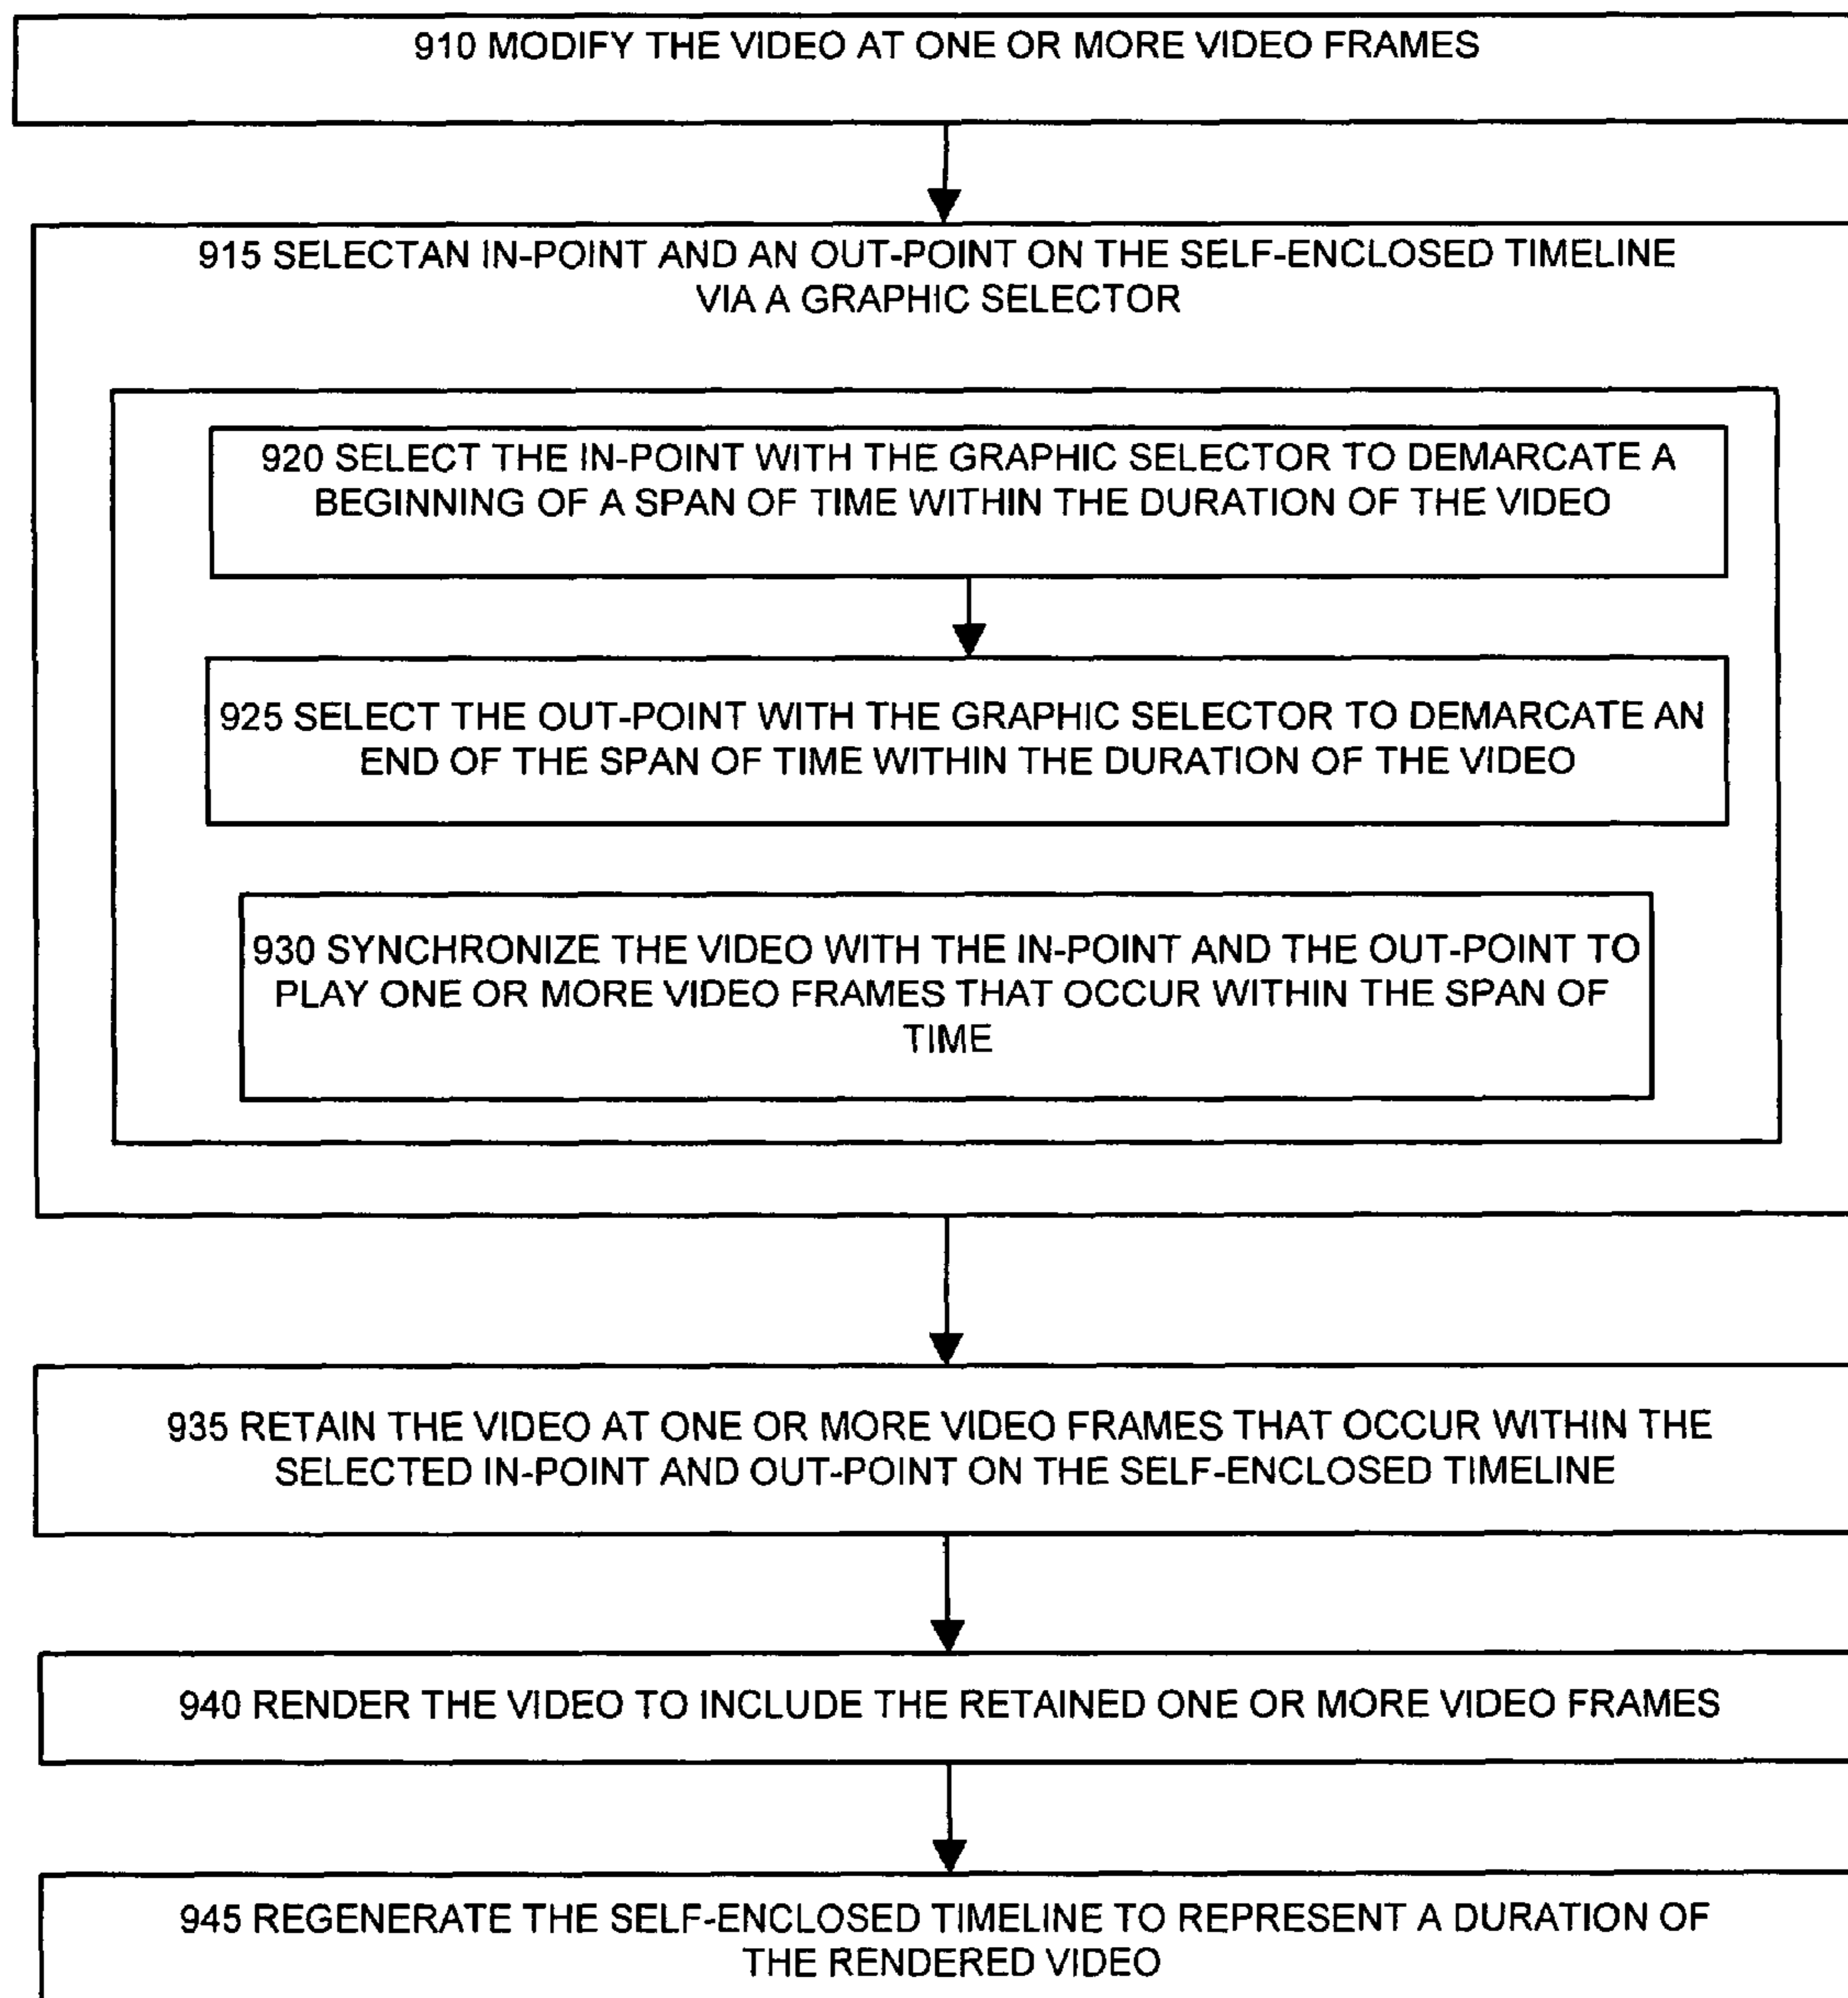 910 MODIFY THE VIDEO AT ONE OR MORE VIDEO FRAMES
915 SELECTAN IN-POINT AND AN OUT-POINT ON THE SELF-ENCLOSED TIMELINE
VIA A GRAPHIC SELECTOR
920 SELECT THE IN-POINT WITH THE GRAPHIC SELECTOR TO DEMARCATE A
BEGINNING OF A SPAN OF TIME WITHIN THE DURATION OF THE VIDEO
925 SELECT THE OUT-POINT WITH THE GRAPHIC SELECTOR TO DEMARCATE AN
END OF THE SPAN OF TIME WITHIN THE DURATION OF THE VIDEO
930 SYNCHRONIZE THE VIDEO WITH THE IN-POINT AND THE OUT-POINT TO
PLAY ONE OR MORE VIDEO FRAMES THAT OCCUR WITHIN THE SPAN OF
TIME
935 RETAIN THE VIDEO AT ONE OR MORE VIDEO FRAMES THAT OCCUR WITHIN THE
SELECTED IN-POINT AND OUT-POINT ON THE SELF-ENCLOSED TIMELINE
940 RENDER THE VIDEO TO INCLUDE THE RETAINED ONE OR MORE VIDEO FRAMES
945 REGENERATE THE SELF-ENCLOSED TIMELINE TO REPRESENT A DURATION OF
THE RENDERED VIDEO